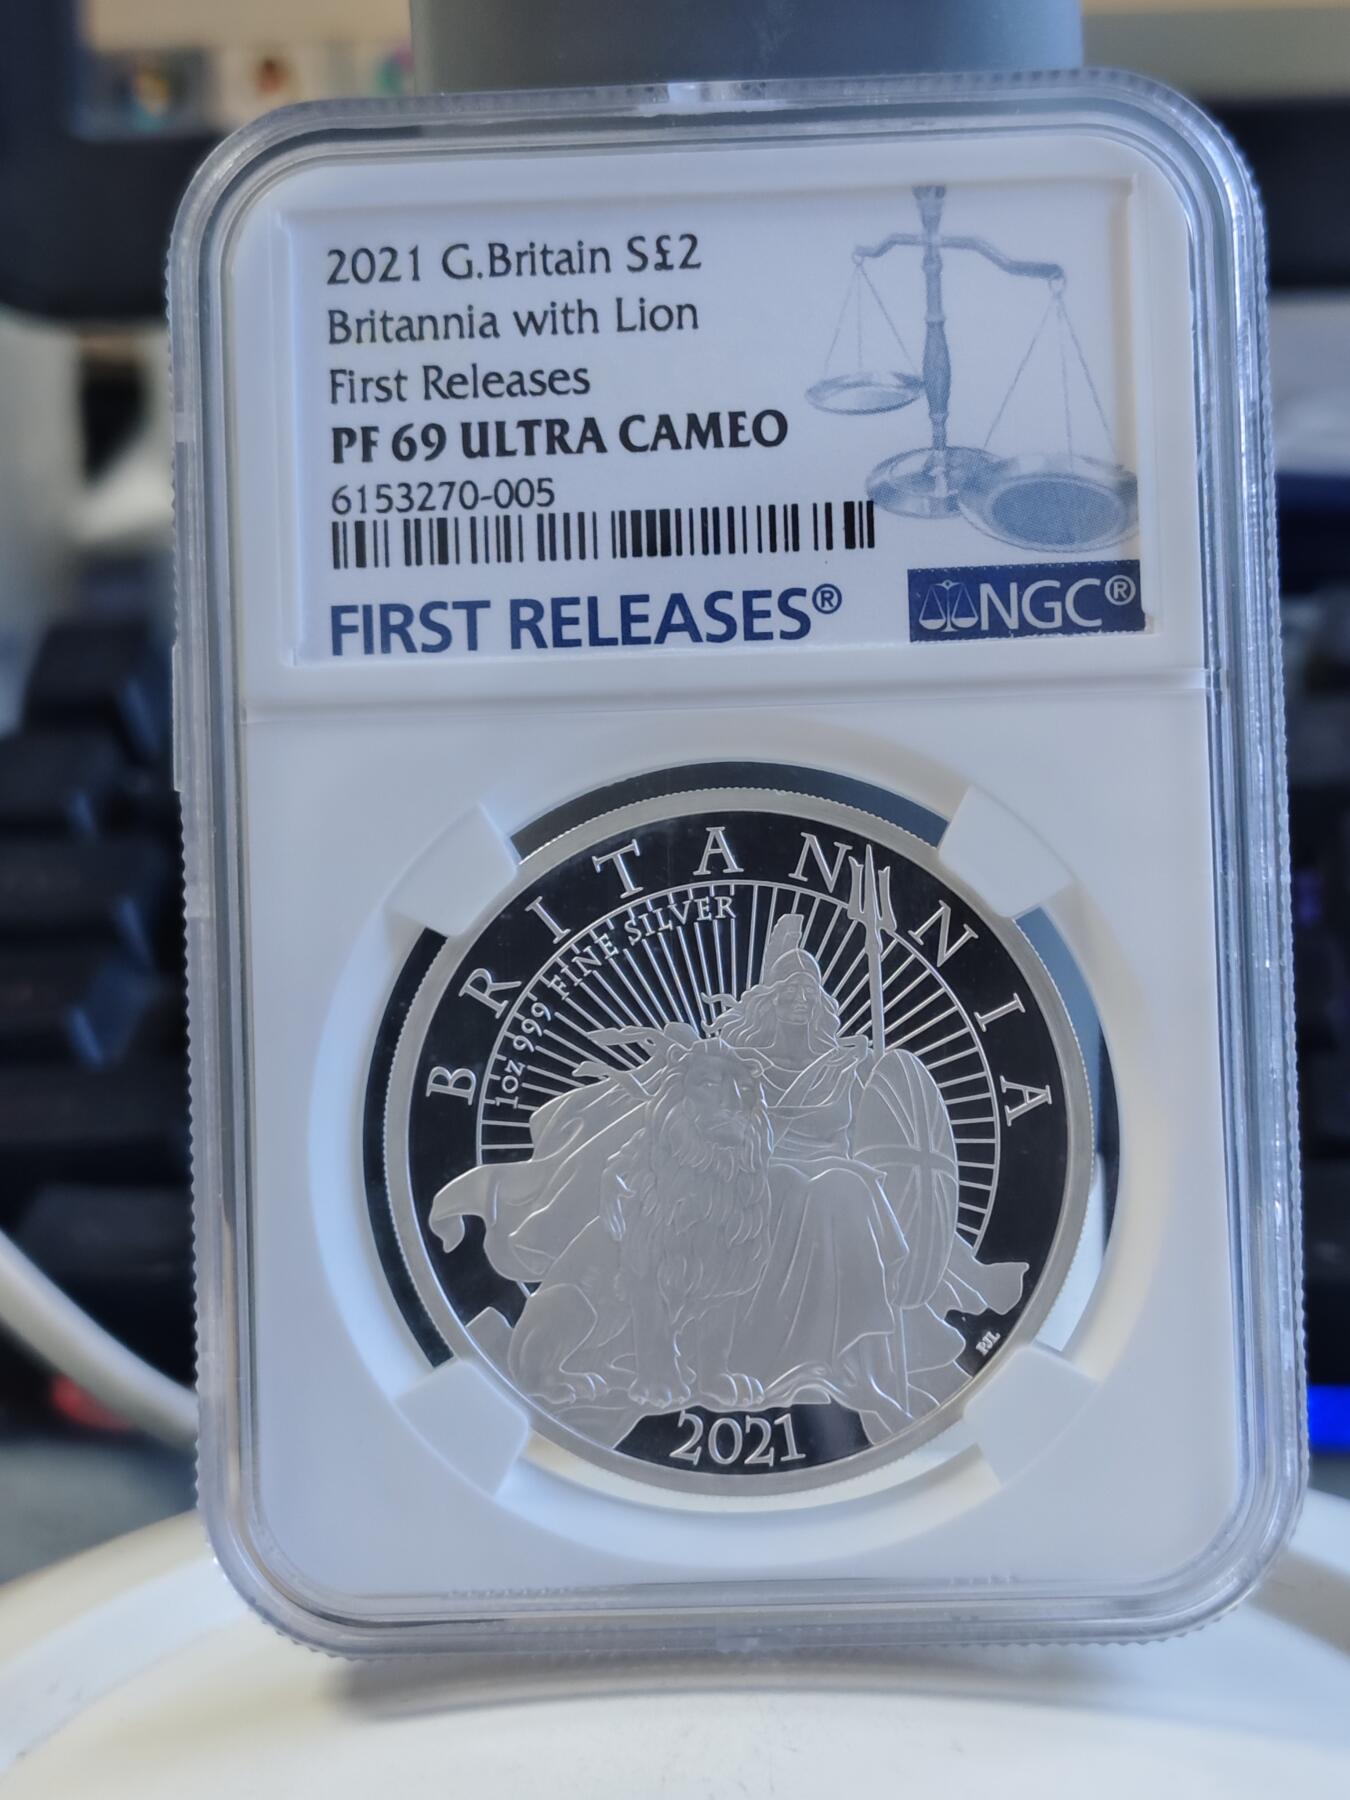 2021 G.Britain S£2
Britannia with Lion
First Releases
PF 69 ULTRA CAMEO
6153270-005
FIRST RELEASES®
NGC®
BRITANNIA
1oz 999 FINE SILVER
PJL
2021